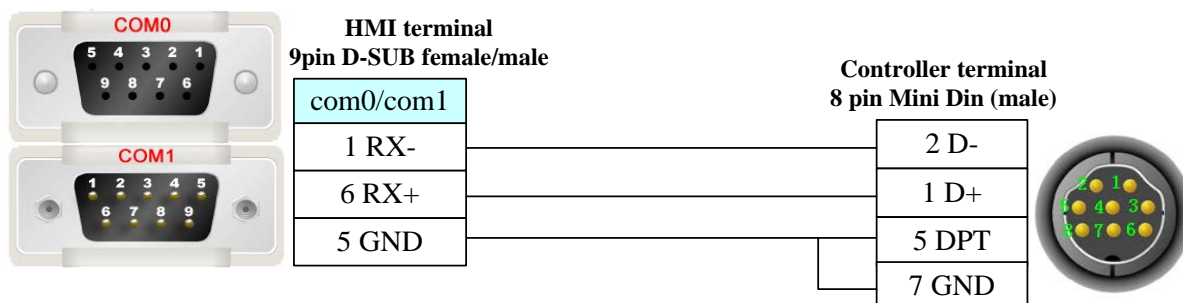 COM0
5 4 3 2 1
9 8 7 6
COM1
1 2 3 4 5
6 7 8 9
HMI terminal
9pin D-SUB female/male
com0/com1
1 RX-
6 RX+
5 GND
Controller terminal
8 pin Mini Din (male)
2 D-
1 D+
5 DPT
7 GND
2 1
5 4 3
8 7 6